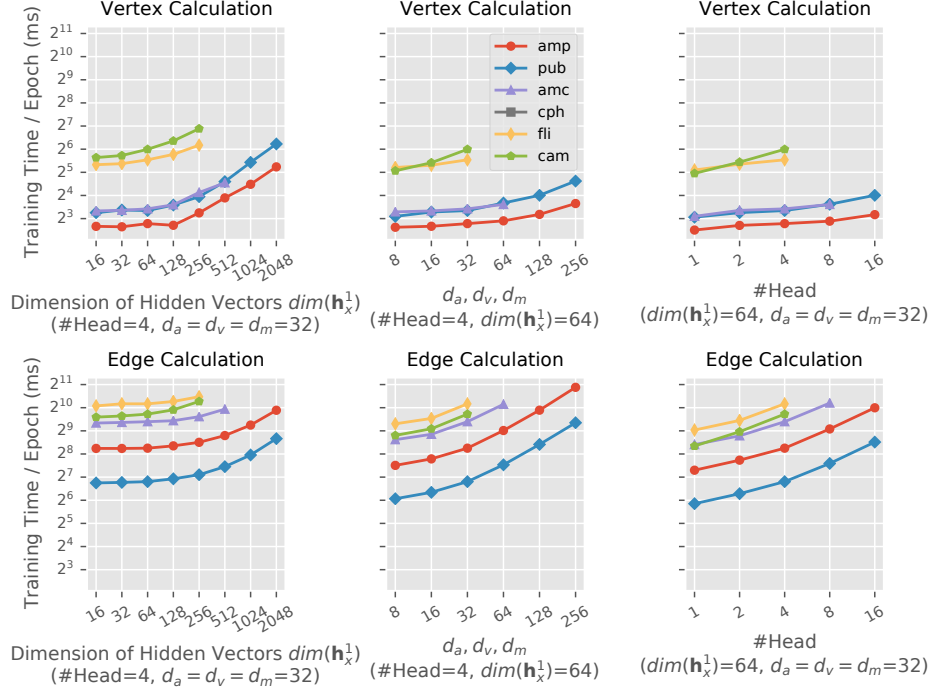 Vertex Calculation
Vertex Calculation
Vertex Calculation
Training Time / Epoch (ms)
2^11
2^10
2^9
2^8
2^7
2^6
2^5
2^4
2^3
amp
pub
amc
cph
fli
cam
16 32 64 128 256 512 1024 2048
8 16 32 64 128 256
1 2 4 8 16
Dimension of Hidden Vectors dim(h_x^1)
(#Head=4, d_a = d_v = d_m=32)
d_a, d_v, d_m
(#Head=4, dim(h_x^1)=64)
#Head
(dim(h_x^1)=64, d_a = d_v = d_m=32)
Edge Calculation
Edge Calculation
Edge Calculation
Training Time / Epoch (ms)
2^11
2^10
2^9
2^8
2^7
2^6
2^5
2^4
2^3
16 32 64 128 256 512 1024 2048
8 16 32 64 128 256
1 2 4 8 16
Dimension of Hidden Vectors dim(h_x^1)
(#Head=4, d_a = d_v = d_m=32)
d_a, d_v, d_m
(#Head=4, dim(h_x^1)=64)
#Head
(dim(h_x^1)=64, d_a = d_v = d_m=32)